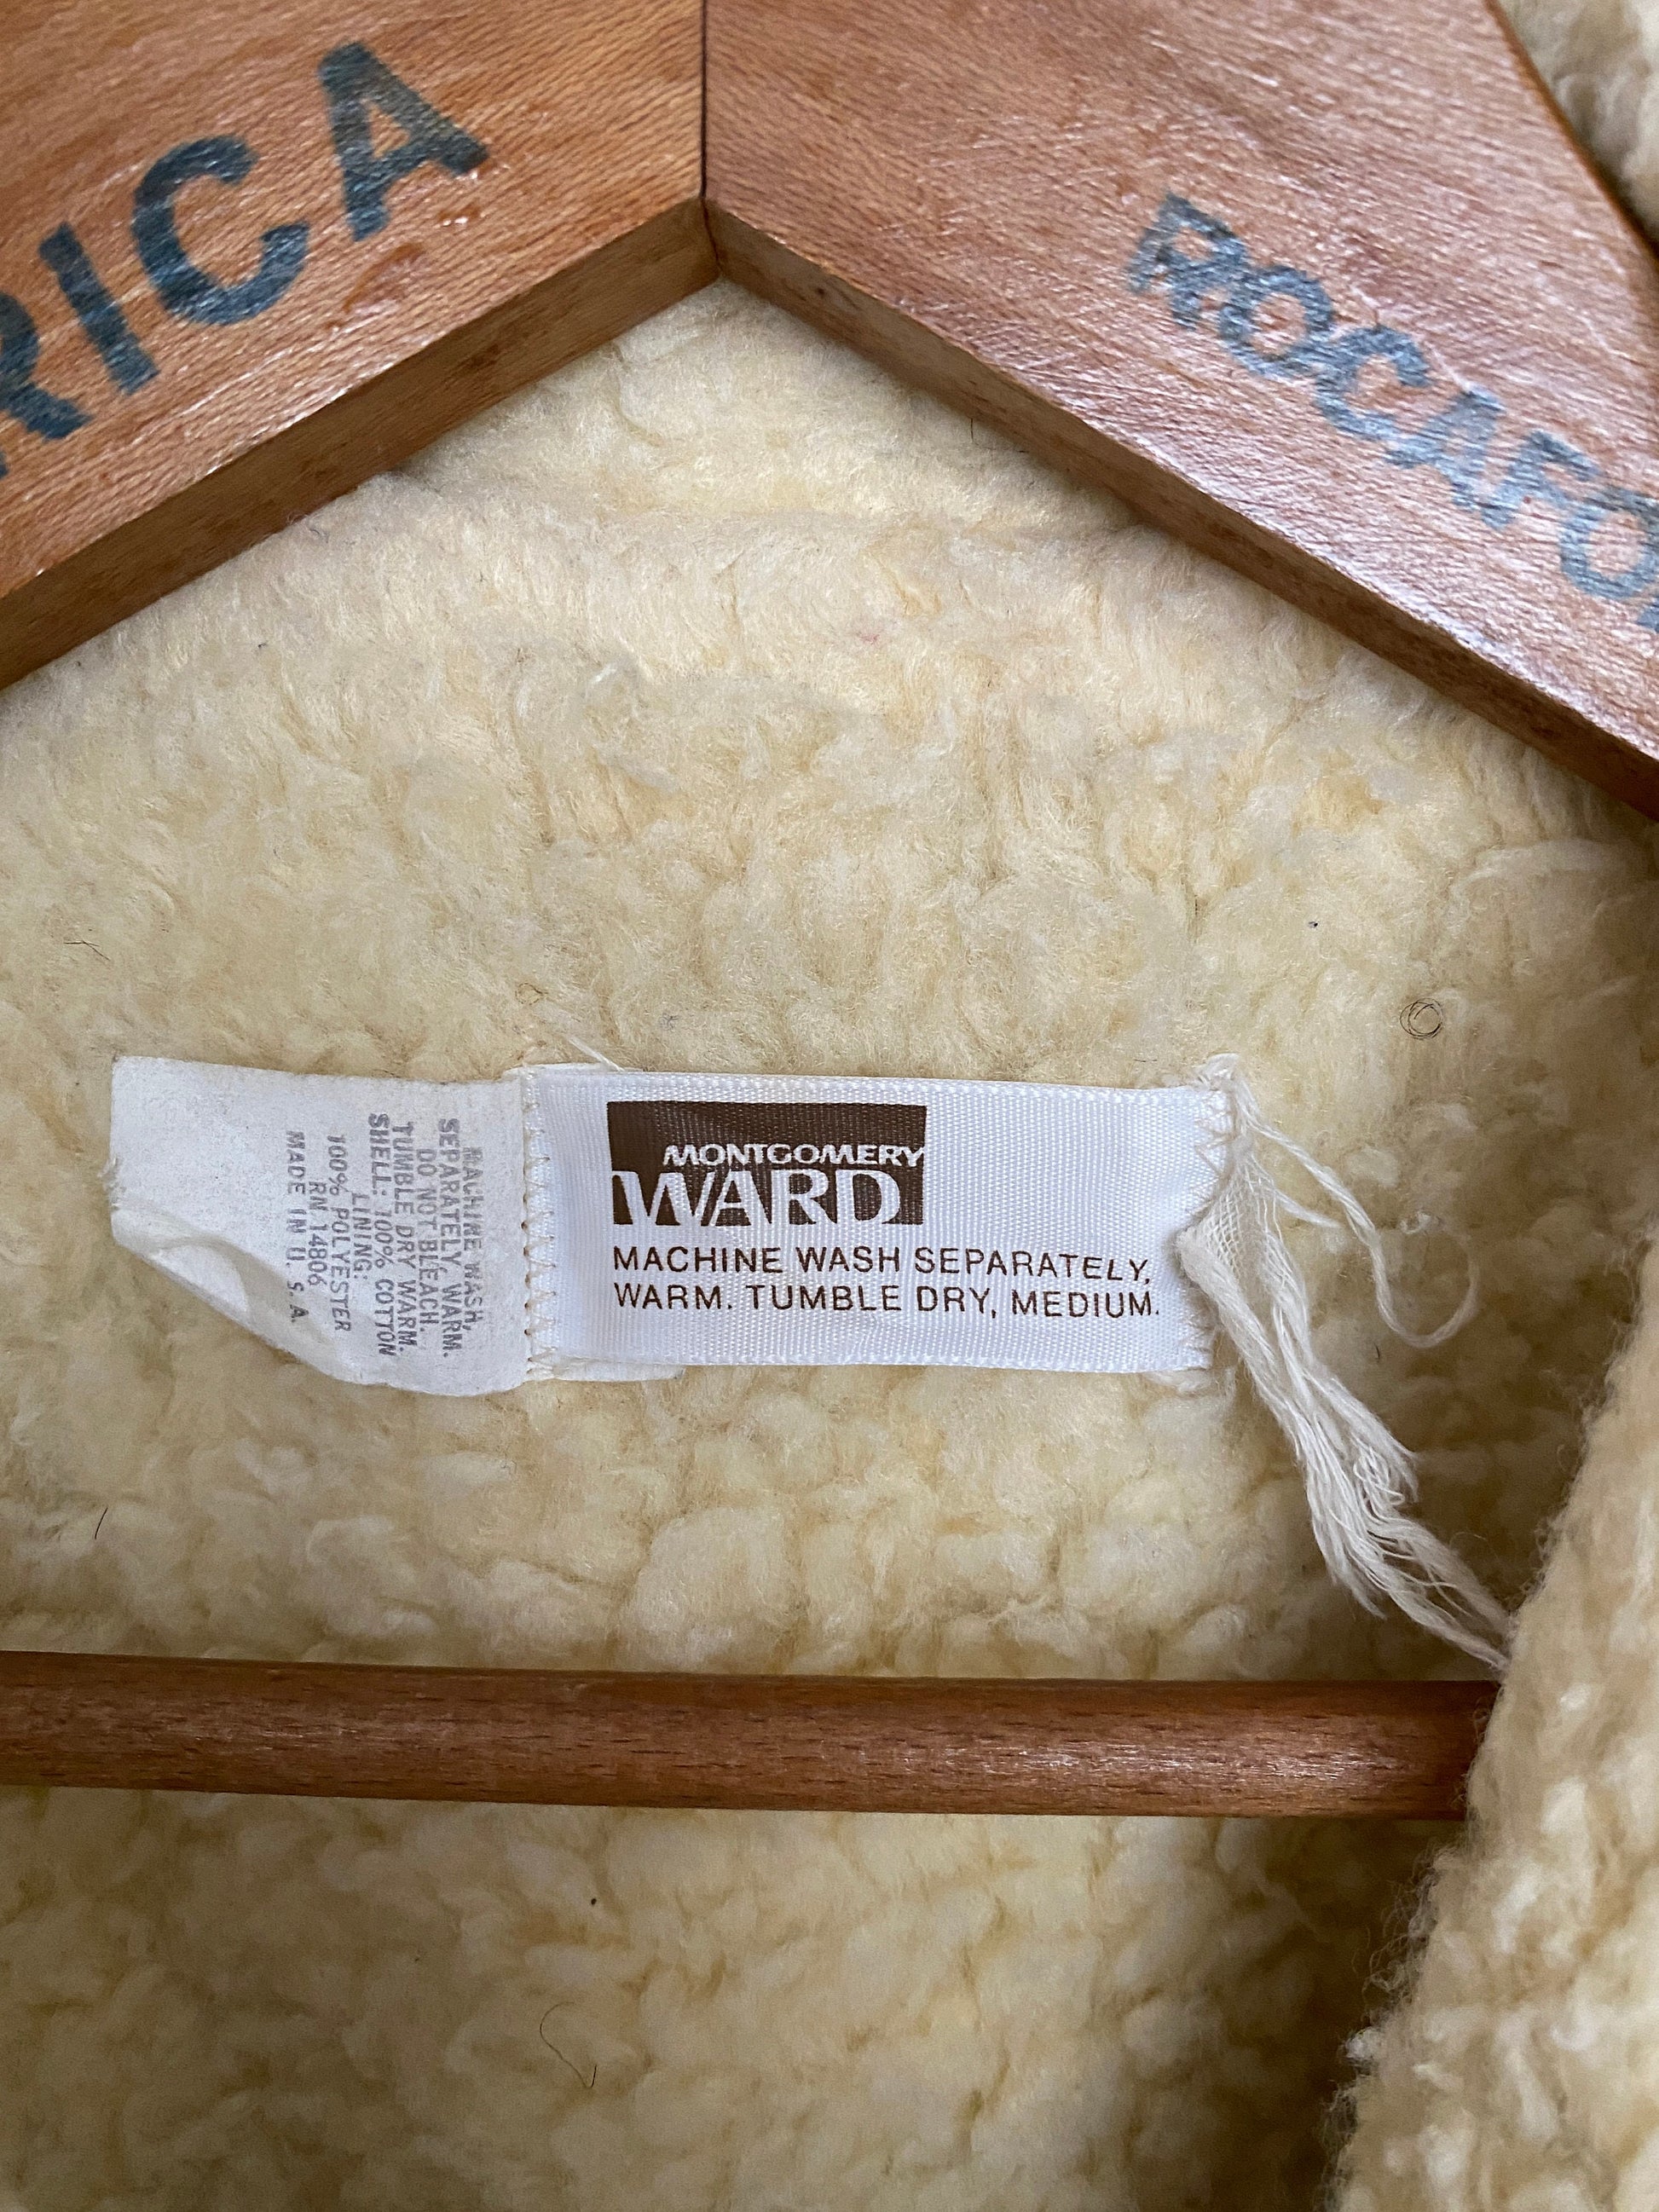 RICA
ROCAFO
MONTGOMERY
WARD
MACHINE WASH SEPARATELY,
WARM. TUMBLE DRY, MEDIUM.
MACHINE WASH,
SEPARATELY, WARM.
DO NOT BLEACH.
TUMBLE DRY WARM.
SHELL: 100% COTTON
LINING:
100% POLYESTER
RN 14806
MADE IN U. S. A.